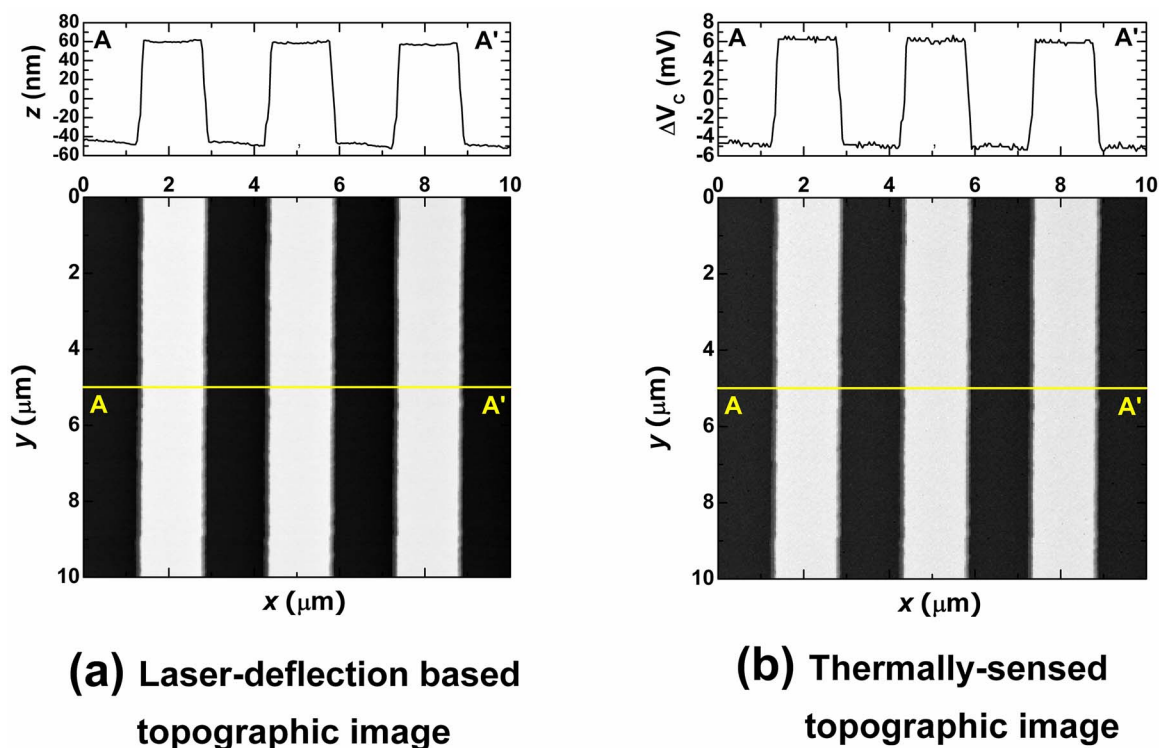 80
60
40
20
0
-20
-40
-60
z (nm)
A
A'
0 2 4 6 8 10
0
2
4
6
8
10
y (μm)
A
A'
x (μm)
(a) Laser-deflection based
topographic image
8
6
4
2
0
-2
-4
-6
ΔVC (mV)
A
A'
0 2 4 6 8 10
0
2
4
6
8
10
y (μm)
A
A'
x (μm)
(b) Thermally-sensed
topographic image